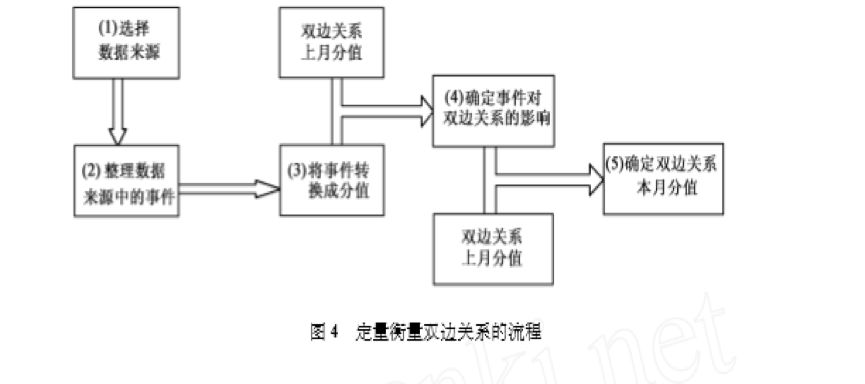 (1)选择
数据来源
双边关系
上月分值
(4)确定事件对
双边关系的影响
(2) 整理数据
来源中的事件
(3)将事件转
换成分值
(5)确定双边关系
本月分值
双边关系
上月分值
图 4 定量衡量双边关系的流程
nki.net